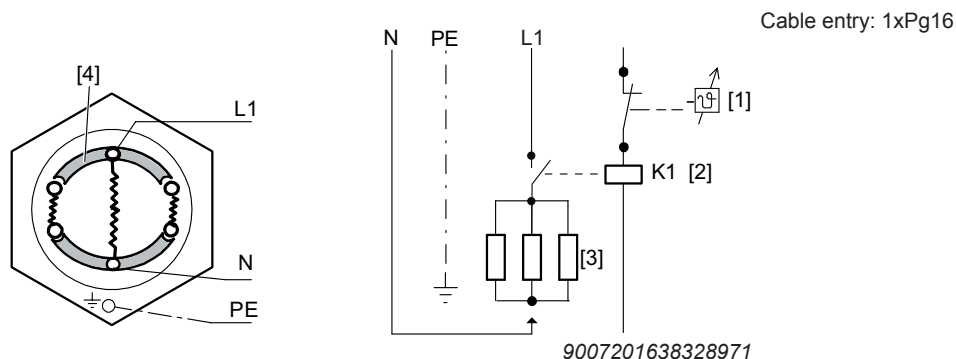 Cable entry: 1xPg16
[4]
L1
N
PE
N
PE
L1
ϑ
[1]
K1 [2]
[3]
9007201638328971